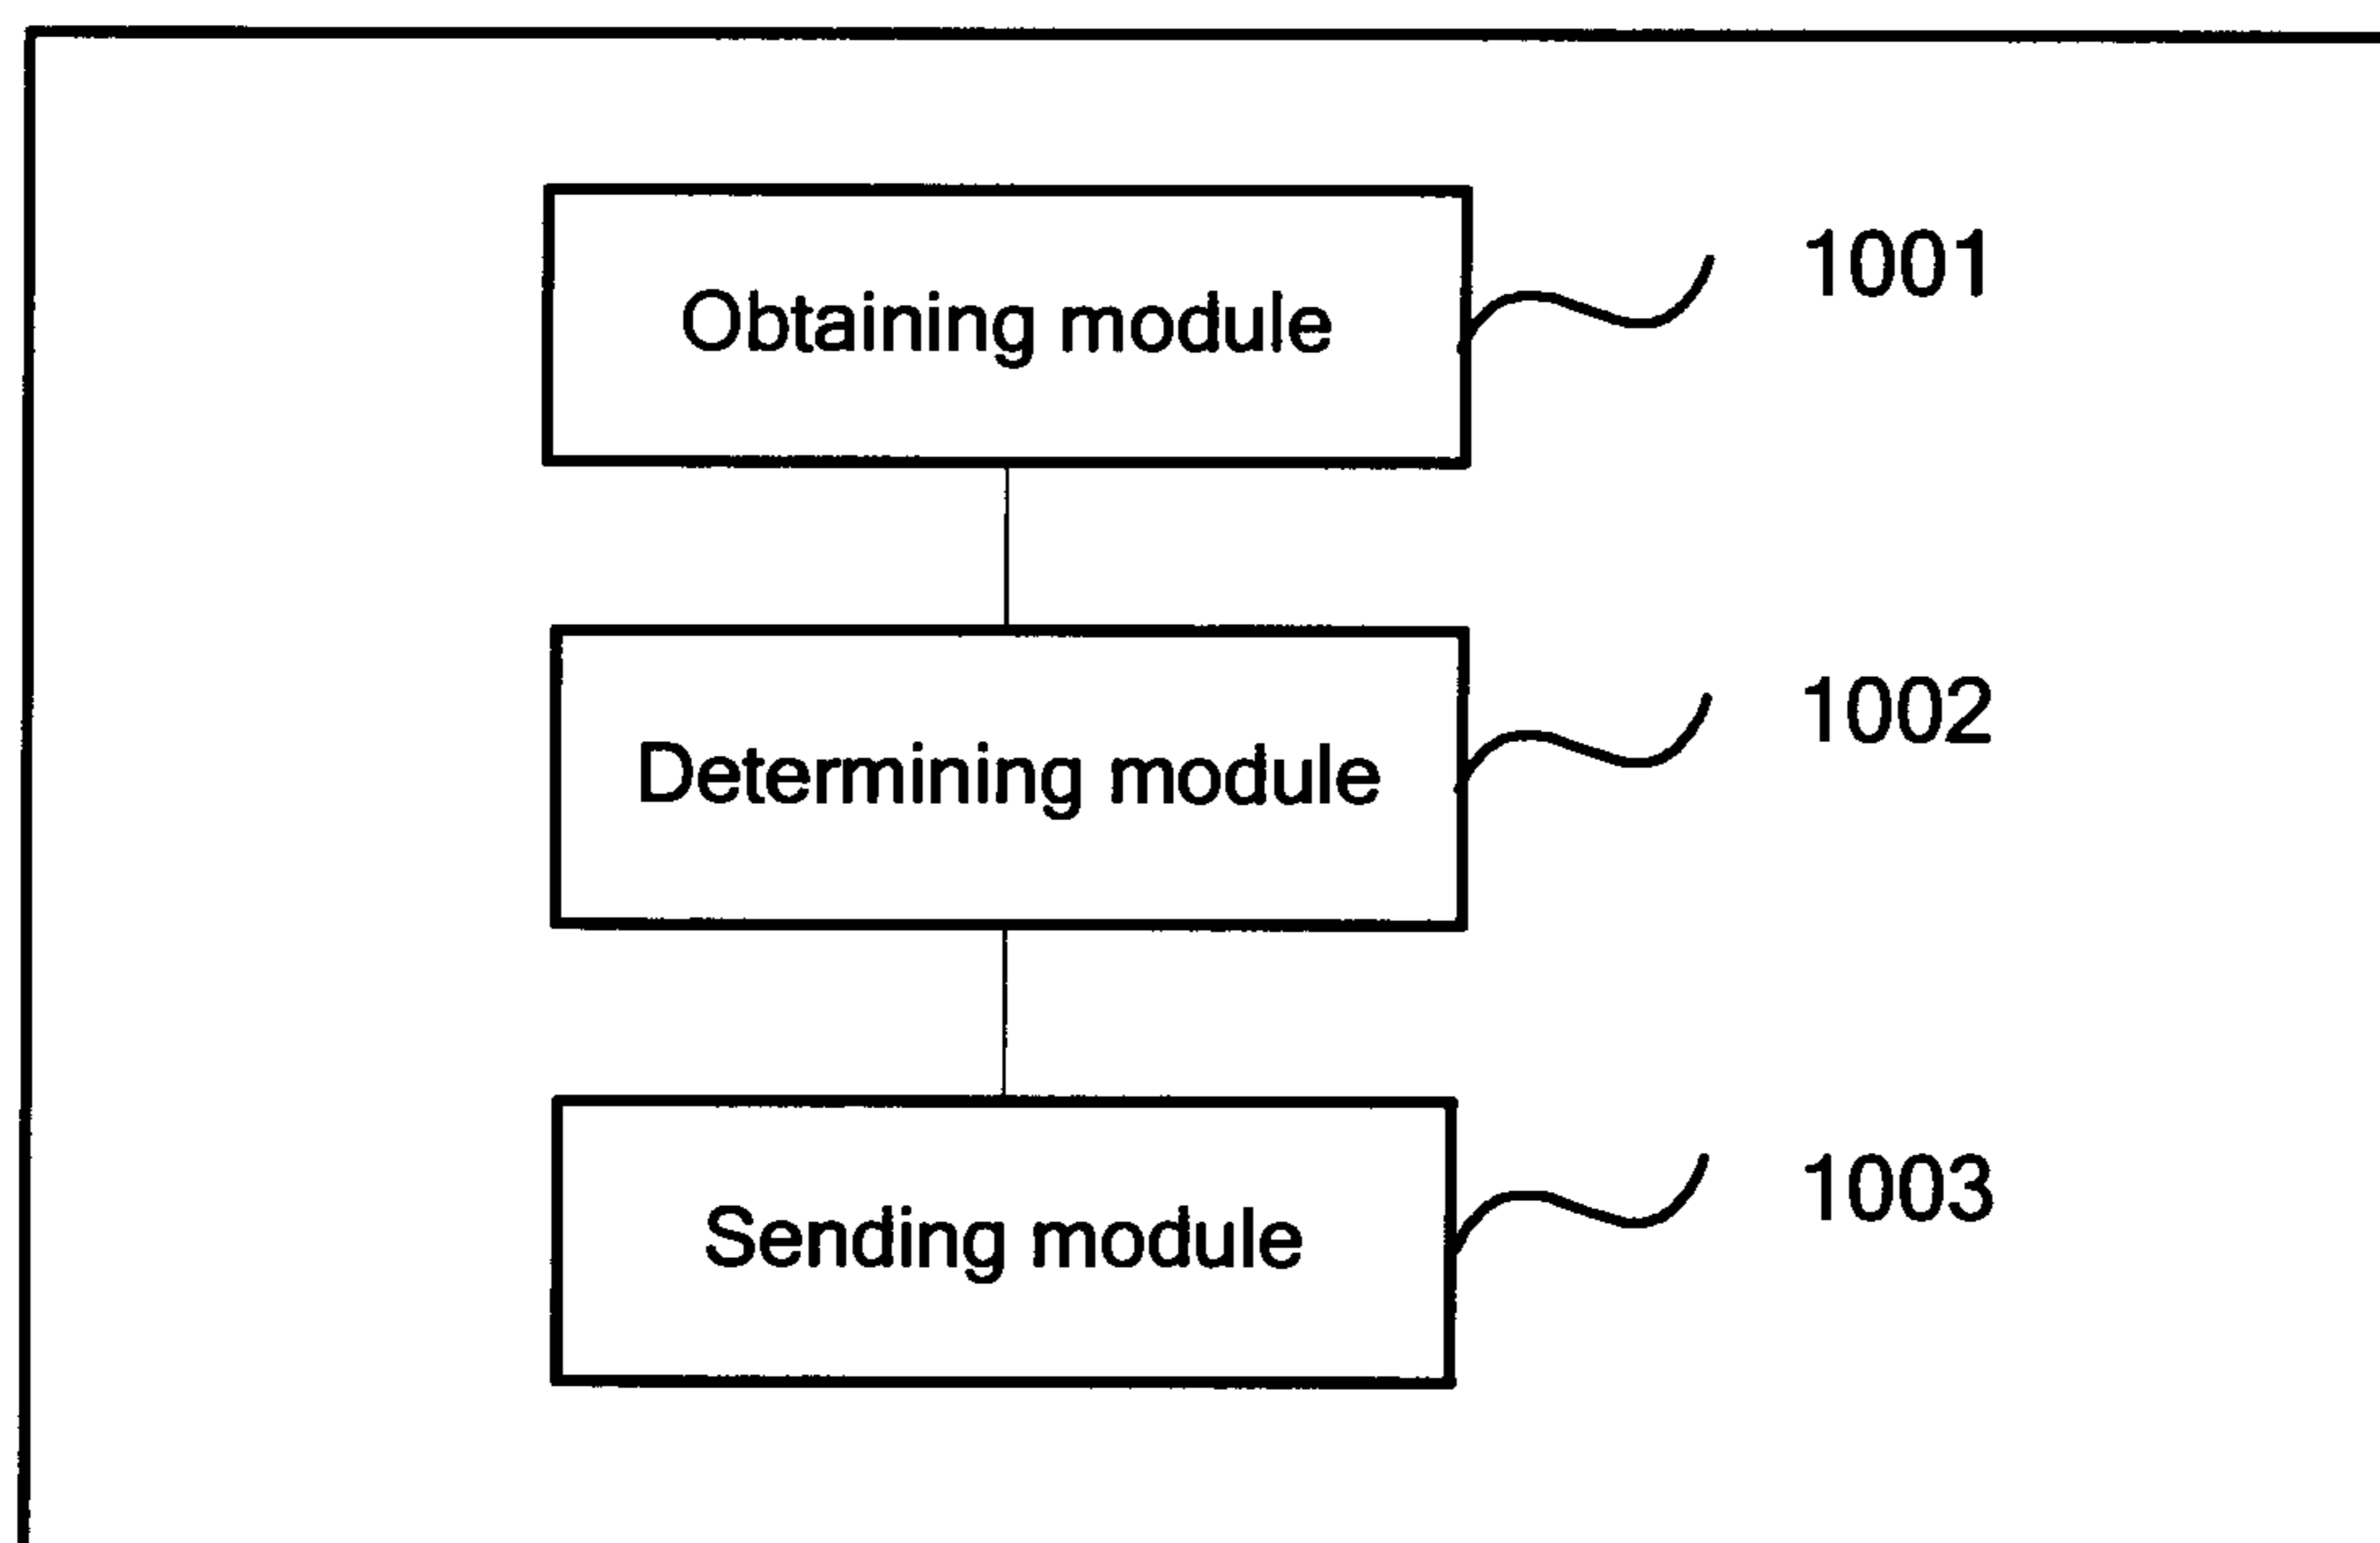 Obtaining module
1001
Determining module
1002
Sending module
1003